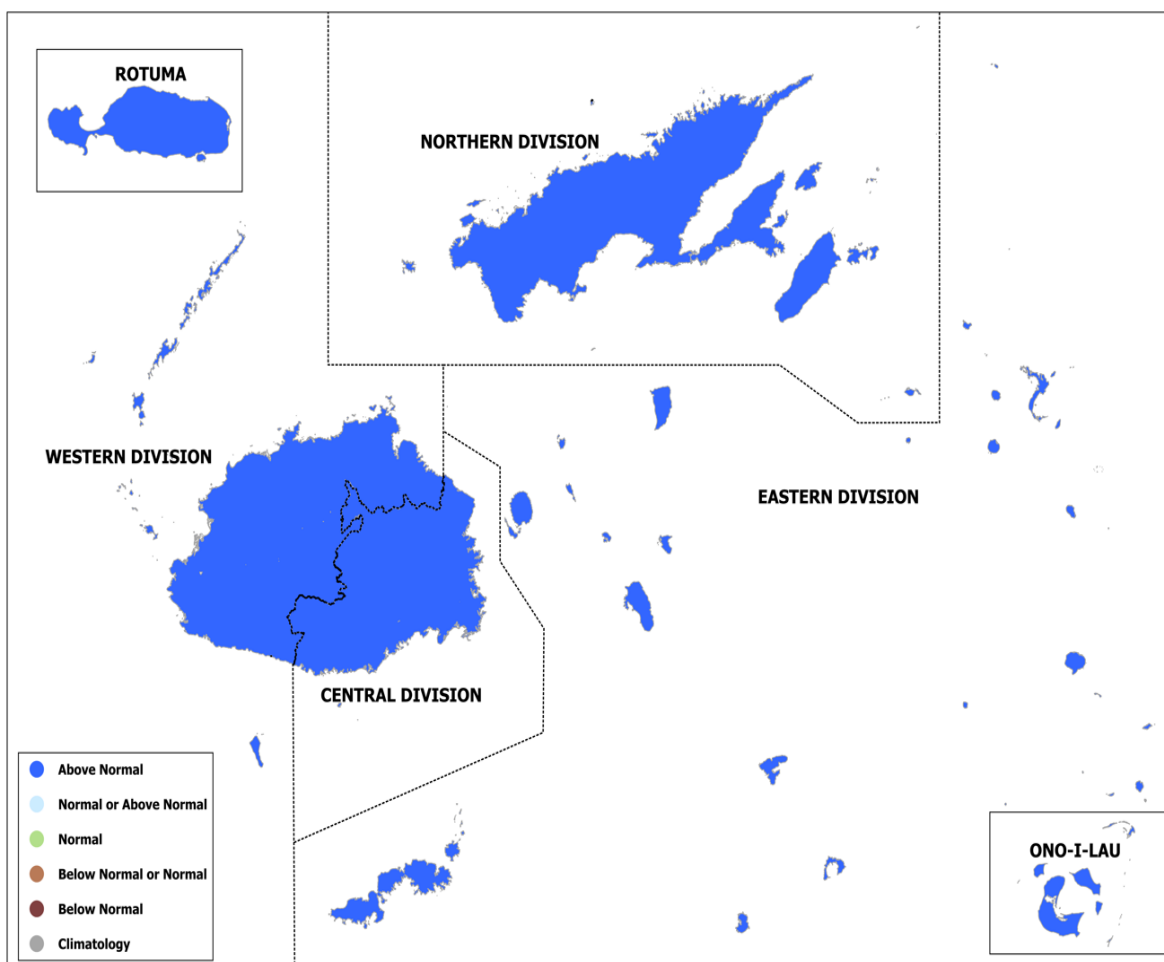 ROTUMA
NORTHERN DIVISION
WESTERN DIVISION
EASTERN DIVISION
CENTRAL DIVISION
Above Normal
Normal or Above Normal
Normal
Below Normal or Normal
Below Normal
Climatology
ONO-I-LAU